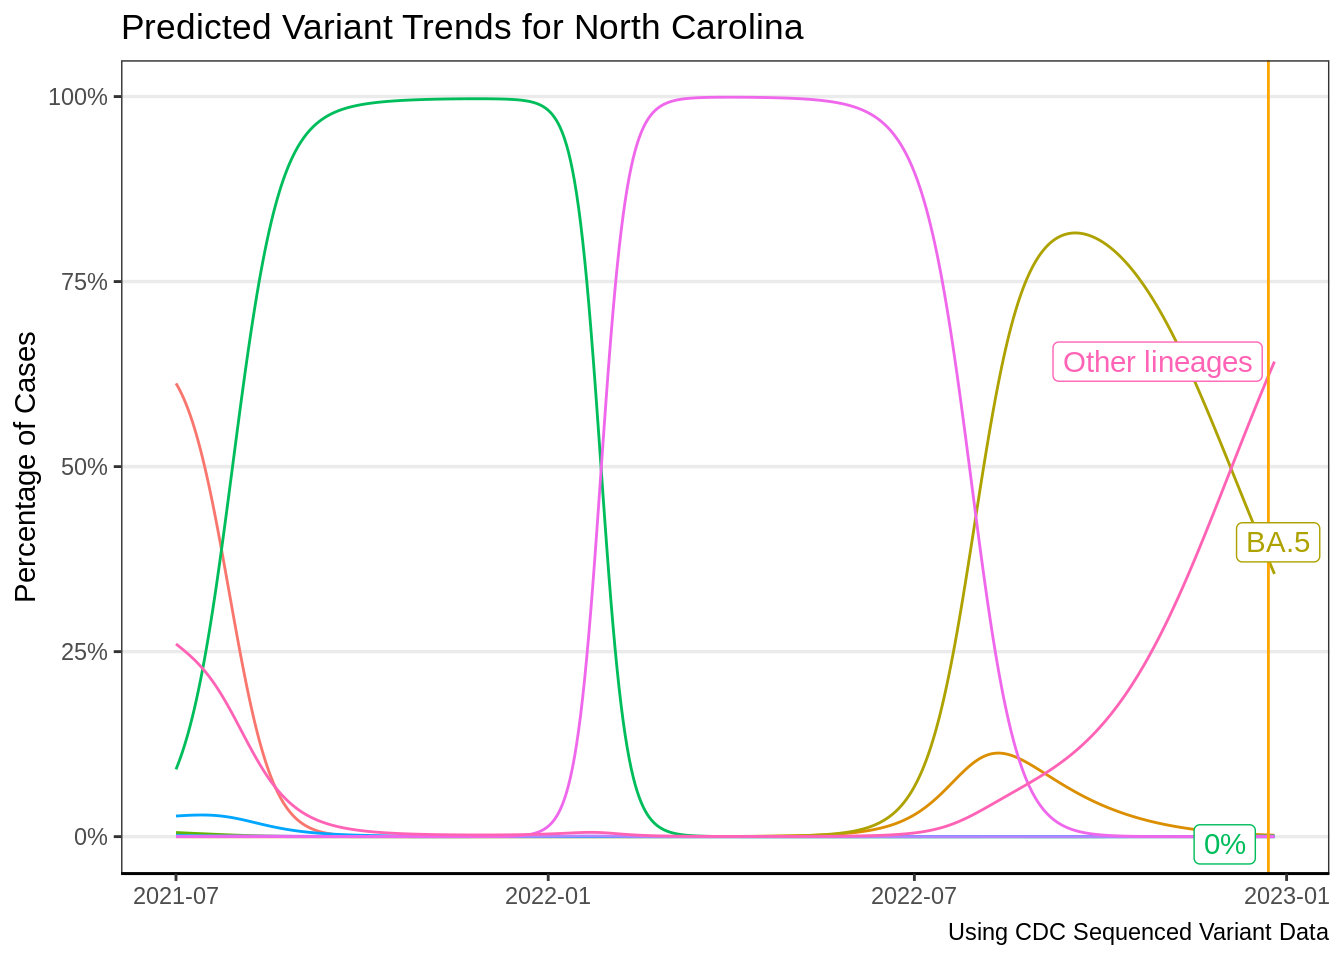 Predicted Variant Trends for North Carolina
Percentage of Cases
100%
75%
50%
25%
0%
Other lineages
BA.5
0%
2021-07
2022-01
2022-07
2023-01
Using CDC Sequenced Variant Data